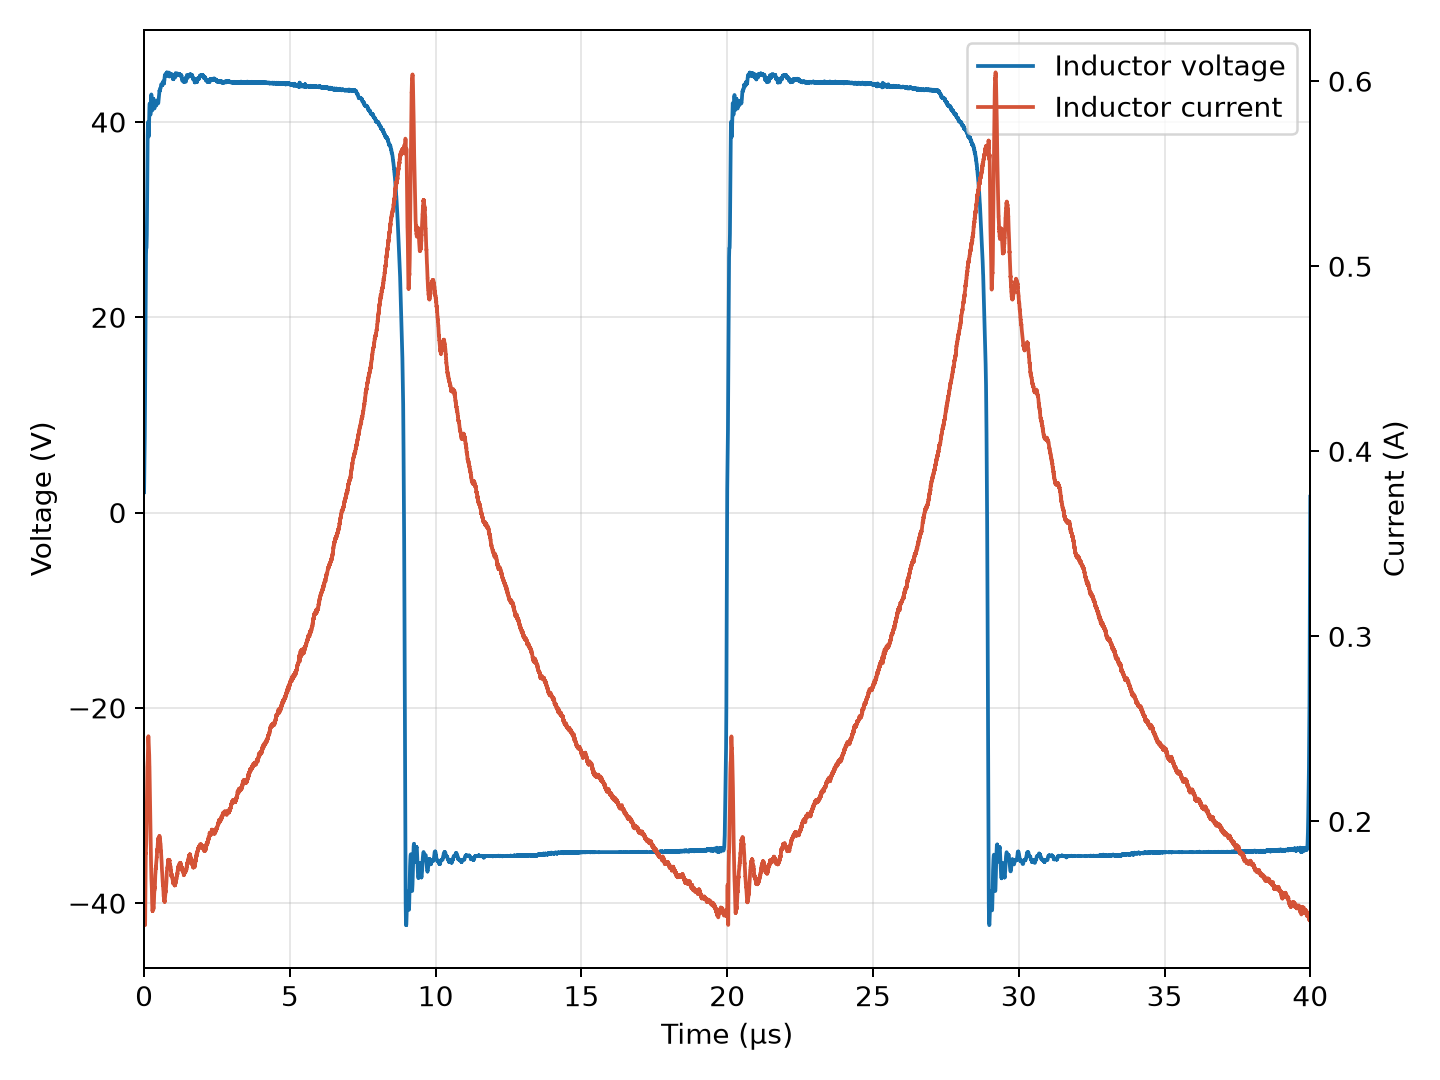 Inductor voltage
Inductor current
Voltage (V)
40
20
0
−20
−40
Current (A)
0.6
0.5
0.4
0.3
0.2
0 5 10 15 20 25 30 35 40
Time (μs)